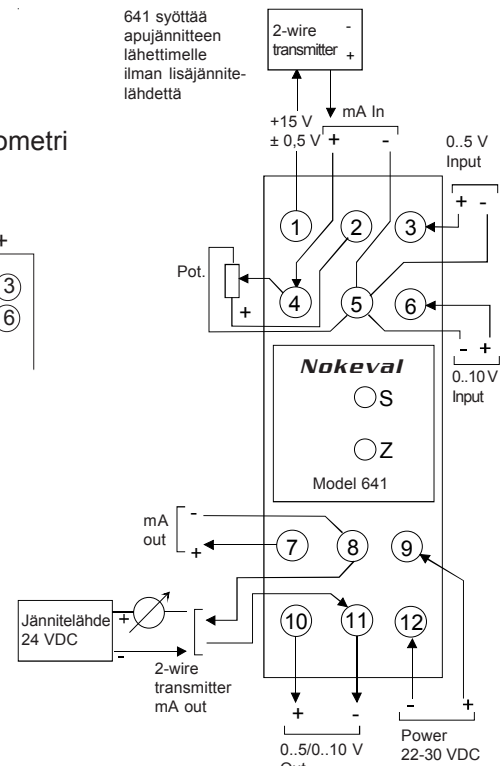 641 syöttää
apujännitteen
lähettimelle
ilman lisäjännite-
lähdettä
2-wire -
transmitter +
+15 V
± 0,5 V
+ mA In -
ometri
0..5 V
Input
+ -
+
3
6
1 2 3
Pot.
4 5 6
+
- +
0..10 V
Input
Nokeval
S
Z
Model 641
mA
out
-
+
7 8 9
Jännitelähde
24 VDC
+
-
10 11 12
2-wire
transmitter
mA out
+ -
0..5/0..10 V
- +
Power
22-30 VDC